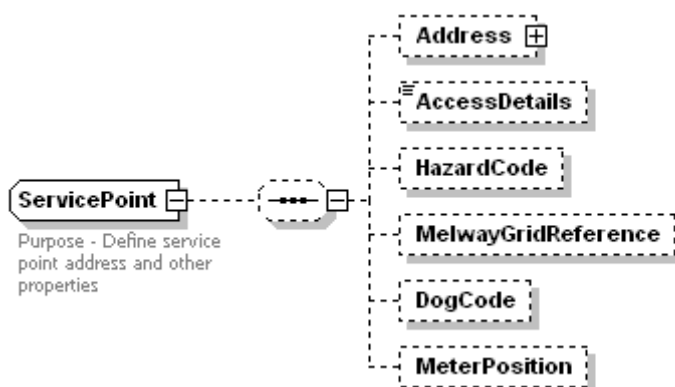 Address
AccessDetails
HazardCode
ServicePoint
MelwayGridReference
Purpose - Define service
point address and other
properties
DogCode
MeterPosition